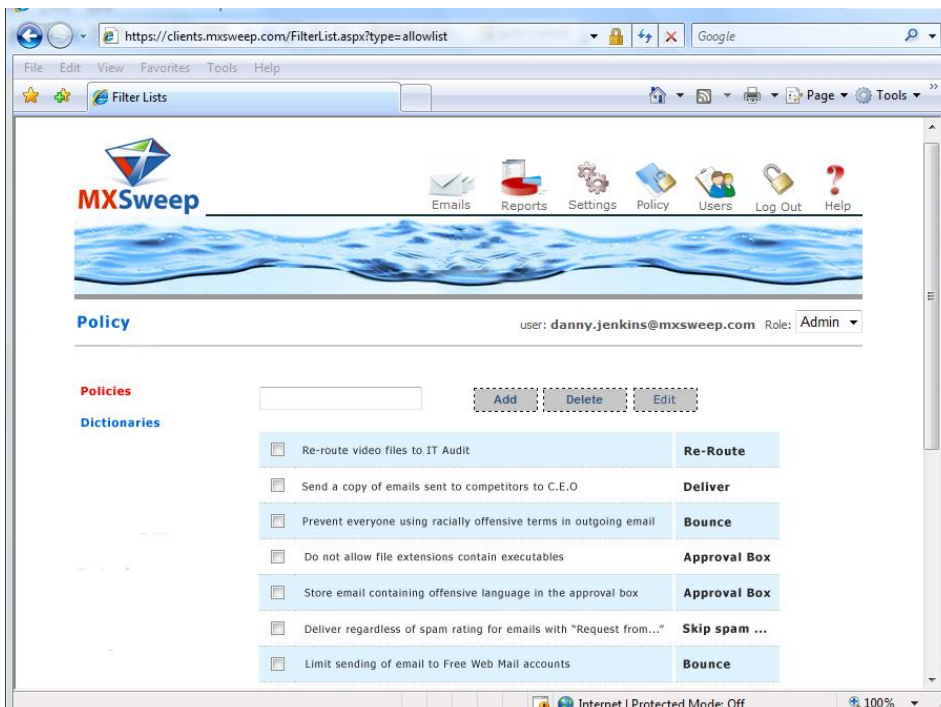 https://clients.mxsweep.com/FilterList.aspx?type=allowlist
Google
File Edit View Favorites Tools Help
Filter Lists
Page Tools »
MXSweep
Emails Reports Settings Policy Users Log Out Help
Policy
user: danny.jenkins@mxsweep.com Role: Admin
Policies
Add Delete Edit
Dictionaries
Re-route video files to IT Audit Re-Route
Send a copy of emails sent to competitors to C.E.O Deliver
Prevent everyone using racially offensive terms in outgoing email Bounce
Do not allow file extensions contain executables Approval Box
Store email containing offensive language in the approval box Approval Box
Deliver regardless of spam rating for emails with “Request from...” Skip spam ...
Limit sending of email to Free Web Mail accounts Bounce
Internet | Protected Mode: Off 100%